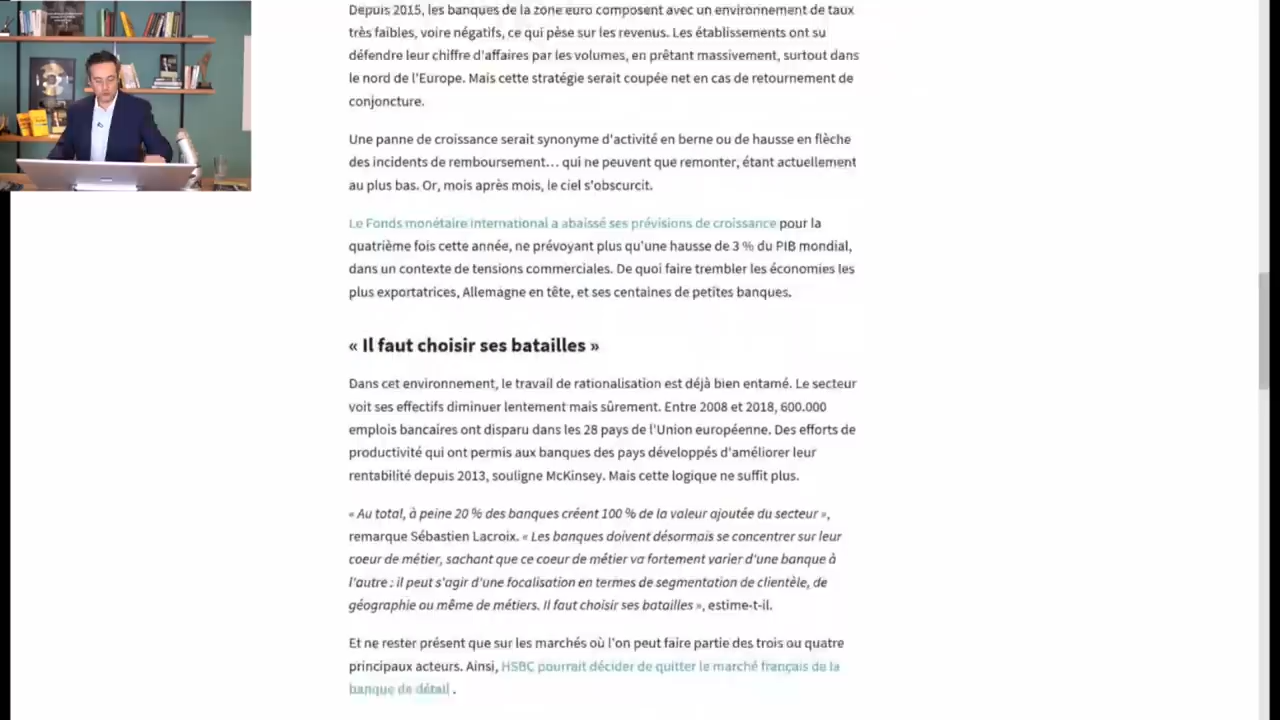 Depuis 2015, les banques de la zone euro composent avec un environnement de taux
très faibles, voire négatifs, ce qui pèse sur les revenus. Les établissements ont su
défendre leur chiffre d'affaires par les volumes, en prêtant massivement, surtout dans
le nord de l'Europe. Mais cette stratégie serait coupée net en cas de retournement de
conjoncture.
Une panne de croissance serait synonyme d'activité en berne ou de hausse en flèche
des incidents de remboursement… qui ne peuvent que remonter, étant actuellement
au plus bas. Or, mois après mois, le ciel s'obscurcit.
Le Fonds monétaire international a abaissé ses prévisions de croissance pour la
quatrième fois cette année, ne prévoyant plus qu'une hausse de 3 % du PIB mondial,
dans un contexte de tensions commerciales. De quoi faire trembler les économies les
plus exportatrices, Allemagne en tête, et ses centaines de petites banques.
« Il faut choisir ses batailles »
Dans cet environnement, le travail de rationalisation est déjà bien entamé. Le secteur
voit ses effectifs diminuer lentement mais sûrement. Entre 2008 et 2018, 600.000
emplois bancaires ont disparu dans les 28 pays de l'Union européenne. Des efforts de
productivité qui ont permis aux banques des pays développés d'améliorer leur
rentabilité depuis 2013, souligne McKinsey. Mais cette logique ne suffit plus.
« Au total, à peine 20 % des banques créent 100 % de la valeur ajoutée du secteur »,
remarque Sébastien Lacroix. « Les banques doivent désormais se concentrer sur leur
coeur de métier, sachant que ce coeur de métier va fortement varier d'une banque à
l'autre : il peut s'agir d'une focalisation en termes de segmentation de clientèle, de
géographie ou même de métiers. Il faut choisir ses batailles », estime-t-il.
Et ne rester présent que sur les marchés où l'on peut faire partie des trois ou quatre
principaux acteurs. Ainsi, HSBC pourrait décider de quitter le marché français de la
banque de détail .